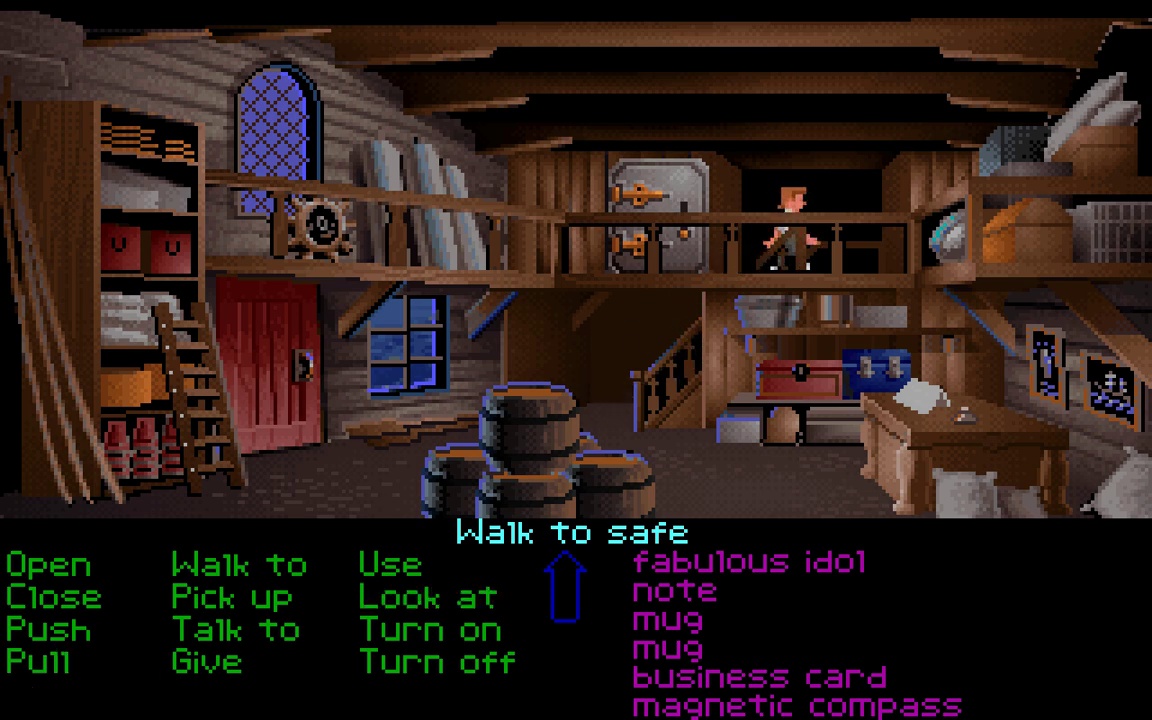 Walk to safe
Open Walk to Use fabulous idol
Close Pick up Look at note
Push Talk to Turn on mug
Pull Give Turn off mug
business card
magnetic compass